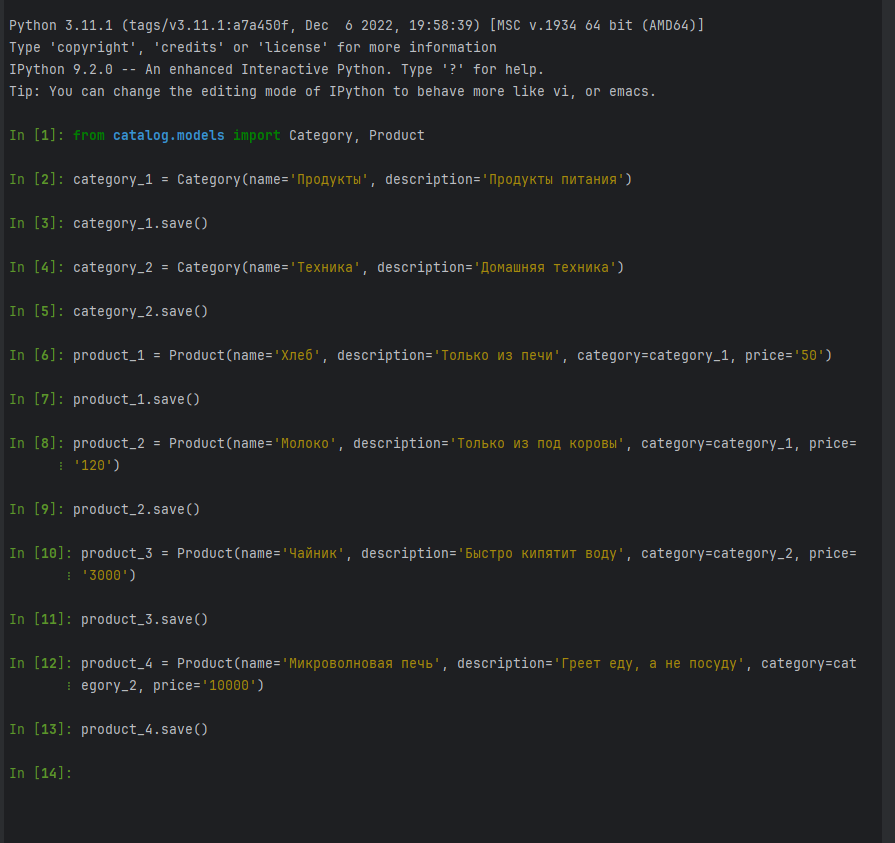 Python 3.11.1 (tags/v3.11.1:a7a450f, Dec  6 2022, 19:58:39) [MSC v.1934 64 bit (AMD64)]
Type 'copyright', 'credits' or 'license' for more information
IPython 9.2.0 -- An enhanced Interactive Python. Type '?' for help.
Tip: You can change the editing mode of IPython to behave more like vi, or emacs.
In [1]: from catalog.models import Category, Product
In [2]: category_1 = Category(name='Продукты', description='Продукты питания')
In [3]: category_1.save()
In [4]: category_2 = Category(name='Техника', description='Домашняя техника')
In [5]: category_2.save()
In [6]: product_1 = Product(name='Хлеб', description='Только из печи', category=category_1, price='50')
In [7]: product_1.save()
In [8]: product_2 = Product(name='Молоко', description='Только из под коровы', category=category_1, price=
⋮ '120')
In [9]: product_2.save()
In [10]: product_3 = Product(name='Чайник', description='Быстро кипятит воду', category=category_2, price=
⋮ '3000')
In [11]: product_3.save()
In [12]: product_4 = Product(name='Микроволновая печь', description='Греет еду, а не посуду', category=cat
⋮ egory_2, price='10000')
In [13]: product_4.save()
In [14]: